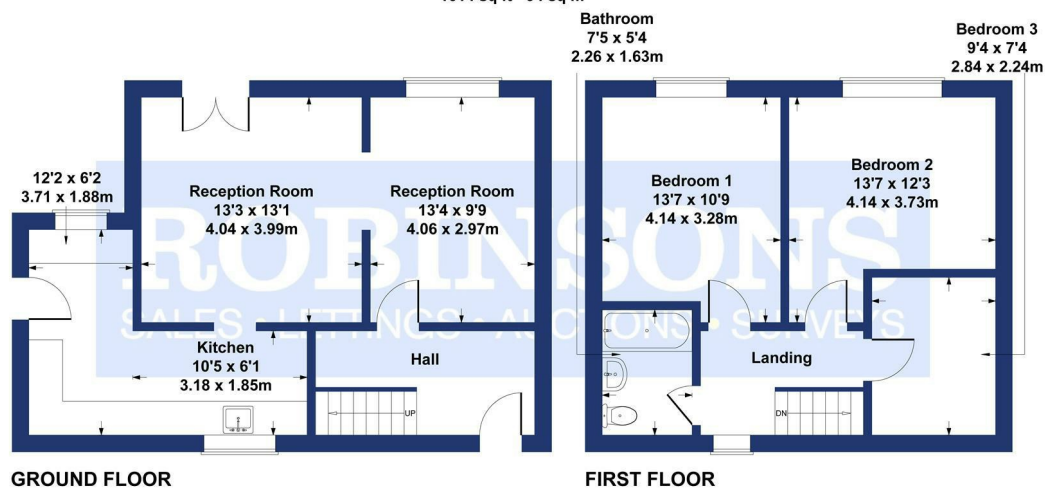 Bathroom
7'5 x 5'4
2.26 x 1.63m
Bedroom 3
9'4 x 7'4
2.84 x 2.24m
12'2 x 6'2
3.71 x 1.88m
Reception Room
13'3 x 13'1
4.04 x 3.99m
Reception Room
13'4 x 9'9
4.06 x 2.97m
Bedroom 1
13'7 x 10'9
4.14 x 3.28m
Bedroom 2
13'7 x 12'3
4.14 x 3.73m
ROBINSONS
SALES • LETTINGS • AUCTIONS • SURVEYS
Kitchen
10'5 x 6'1
3.18 x 1.85m
Hall
UP
Landing
DN
GROUND FLOOR
FIRST FLOOR